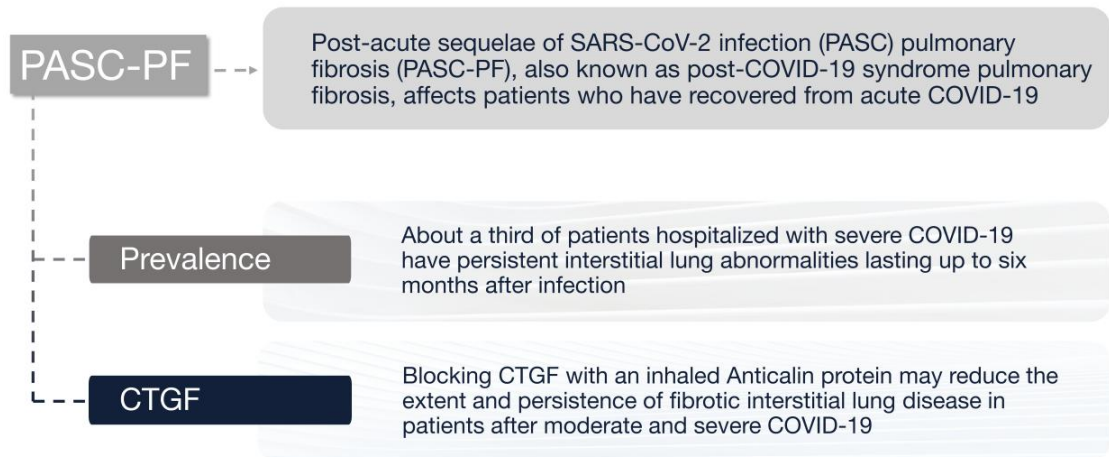 PASC-PF
Post-acute sequelae of SARS-CoV-2 infection (PASC) pulmonary
fibrosis (PASC-PF), also known as post-COVID-19 syndrome pulmonary
fibrosis, affects patients who have recovered from acute COVID-19
Prevalence
About a third of patients hospitalized with severe COVID-19
have persistent interstitial lung abnormalities lasting up to six
months after infection
CTGF
Blocking CTGF with an inhaled Anticalin protein may reduce the
extent and persistence of fibrotic interstitial lung disease in
patients after moderate and severe COVID-19